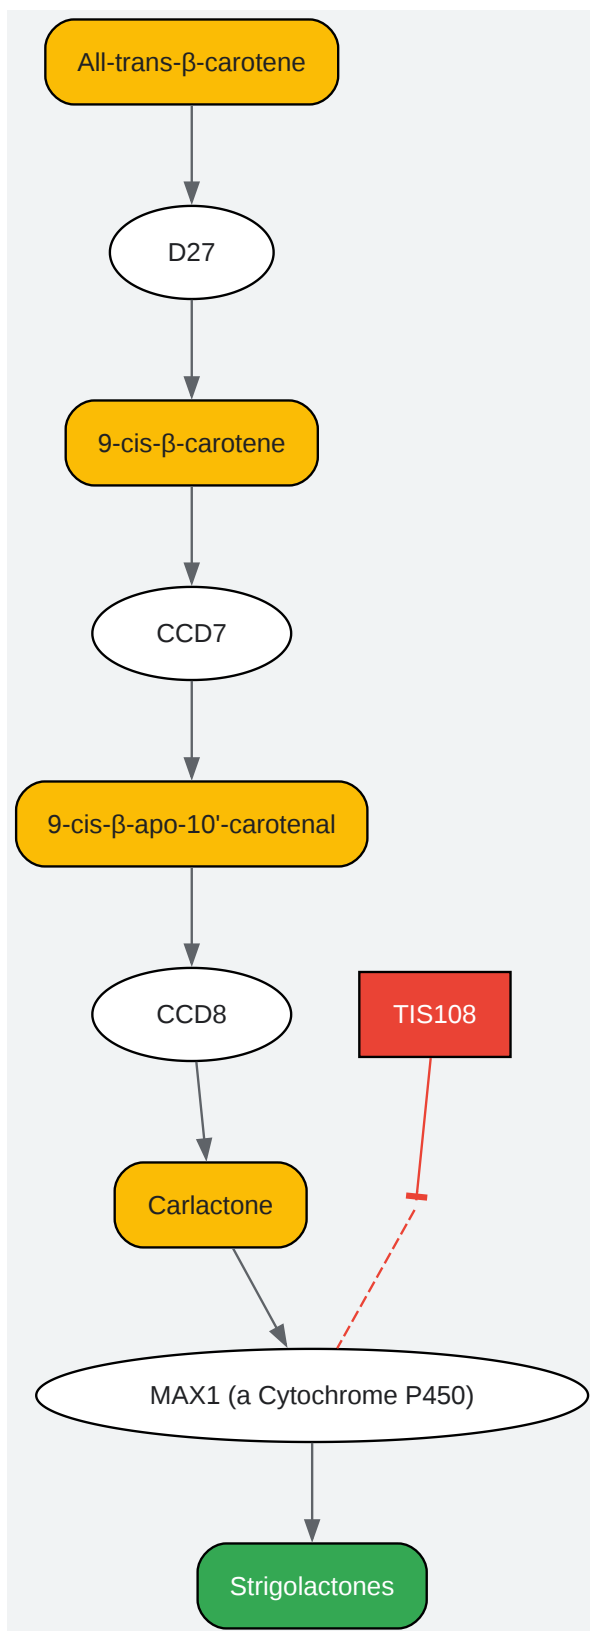 All-trans-β-carotene
D27
9-cis-β-carotene
CCD7
9-cis-β-apo-10'-carotenal
CCD8
TIS108
Carlactone
MAX1 (a Cytochrome P450)
Strigolactones